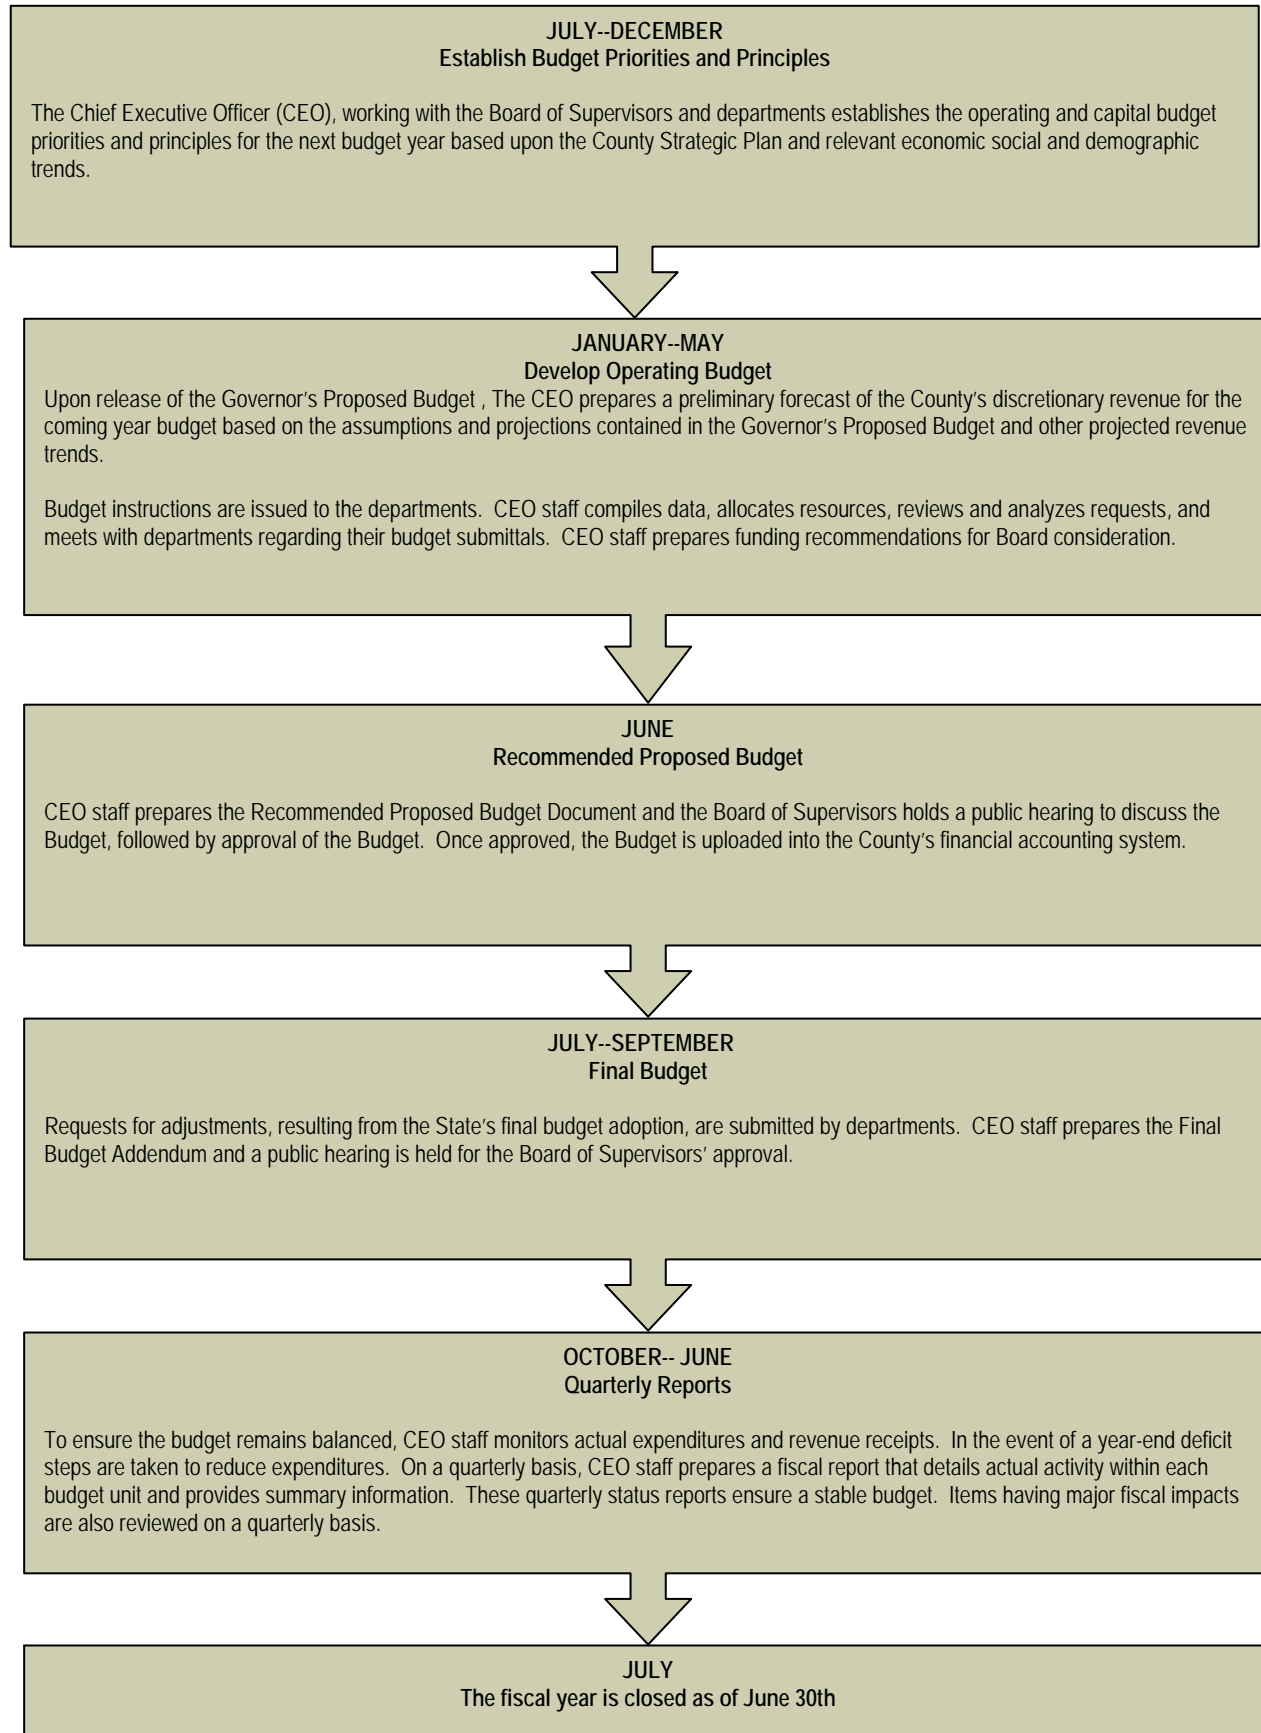 JULY--DECEMBER
Establish Budget Priorities and Principles
The Chief Executive Officer (CEO), working with the Board of Supervisors and departments establishes the operating and capital budget
priorities and principles for the next budget year based upon the County Strategic Plan and relevant economic social and demographic
trends.
JANUARY--MAY
Develop Operating Budget
Upon release of the Governor's Proposed Budget , The CEO prepares a preliminary forecast of the County's discretionary revenue for the
coming year budget based on the assumptions and projections contained in the Governor's Proposed Budget and other projected revenue
trends.
Budget instructions are issued to the departments.  CEO staff compiles data, allocates resources, reviews and analyzes requests, and
meets with departments regarding their budget submittals.  CEO staff prepares funding recommendations for Board consideration.
JUNE
Recommended Proposed Budget
CEO staff prepares the Recommended Proposed Budget Document and the Board of Supervisors holds a public hearing to discuss the
Budget, followed by approval of the Budget.  Once approved, the Budget is uploaded into the County's financial accounting system.
JULY--SEPTEMBER
Final Budget
Requests for adjustments, resulting from the State's final budget adoption, are submitted by departments.  CEO staff prepares the Final
Budget Addendum and a public hearing is held for the Board of Supervisors' approval.
OCTOBER-- JUNE
Quarterly Reports
To ensure the budget remains balanced, CEO staff monitors actual expenditures and revenue receipts.  In the event of a year-end deficit
steps are taken to reduce expenditures.  On a quarterly basis, CEO staff prepares a fiscal report that details actual activity within each
budget unit and provides summary information.  These quarterly status reports ensure a stable budget.  Items having major fiscal impacts
are also reviewed on a quarterly basis.
JULY
The fiscal year is closed as of June 30th